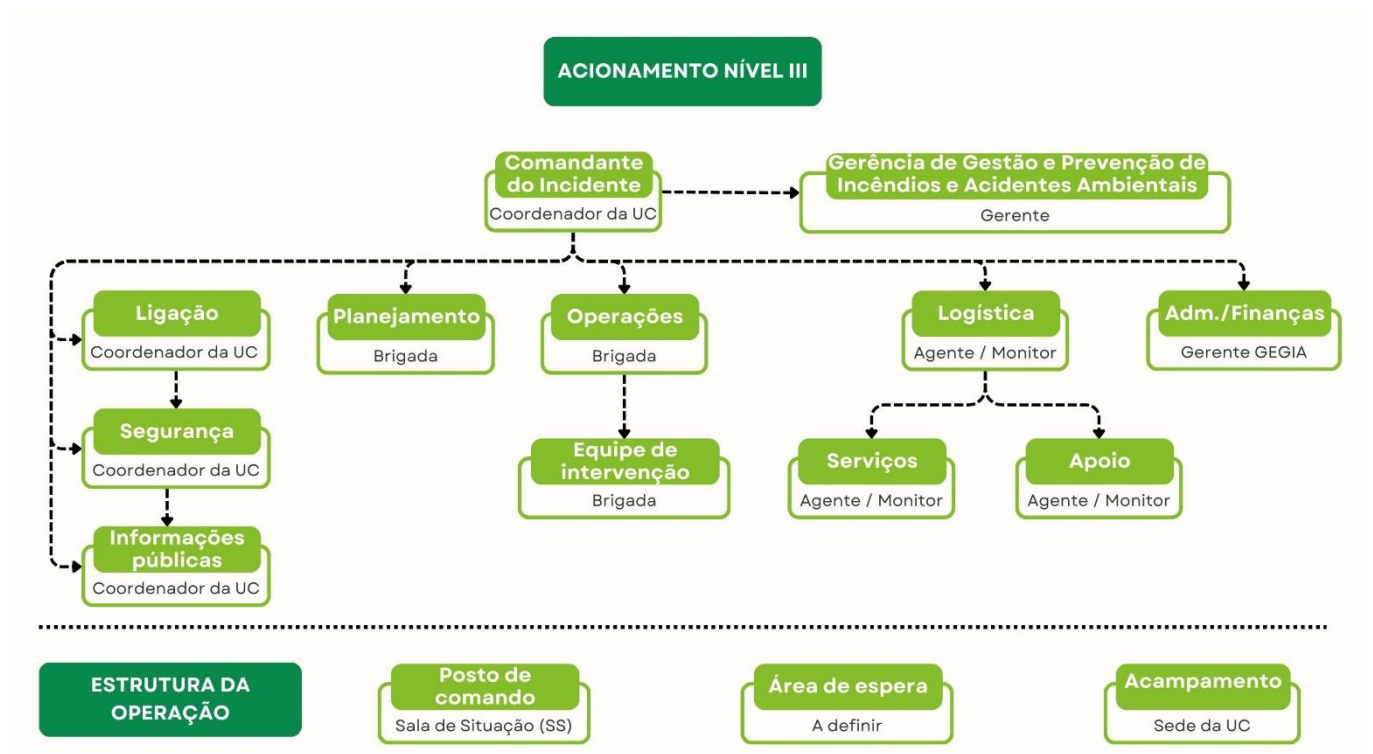 ACIONAMENTO NÍVEL III
Comandante
do Incidente
Coordenador da UC
Gerência de Gestão e Prevenção de
Incêndios e Acidentes Ambientais
Gerente
Ligação
Coordenador da UC
Planejamento
Brigada
Operações
Brigada
Logística
Agente / Monitor
Adm./Finanças
Gerente GEGIA
Segurança
Coordenador da UC
Equipe de
intervenção
Brigada
Serviços
Agente / Monitor
Apoio
Agente / Monitor
Informações
públicas
Coordenador da UC
ESTRUTURA DA
OPERAÇÃO
Posto de
comando
Sala de Situação (SS)
Área de espera
A definir
Acampamento
Sede da UC